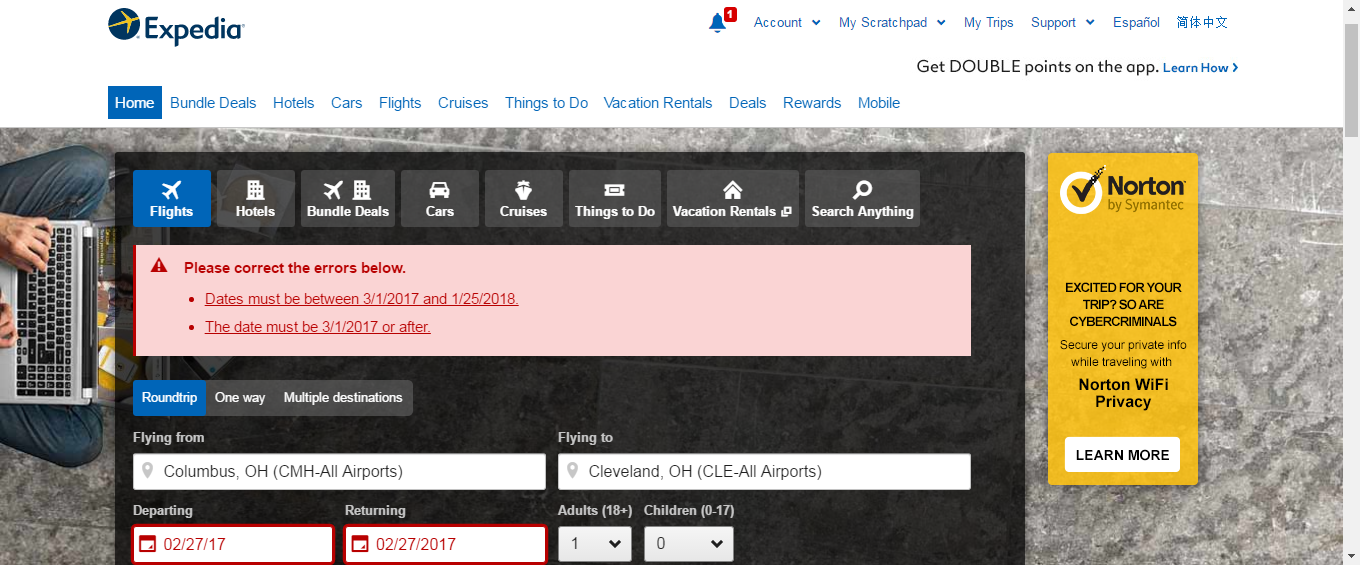 Expedia
1
Account
My Scratchpad
My Trips
Support
Español
简体中文
Get DOUBLE points on the app. Learn How
Home
Bundle Deals
Hotels
Cars
Flights
Cruises
Things to Do
Vacation Rentals
Deals
Rewards
Mobile
Flights
Hotels
Bundle Deals
Cars
Cruises
Things to Do
Vacation Rentals
Search Anything
Please correct the errors below.
Dates must be between 3/1/2017 and 1/25/2018.
The date must be 3/1/2017 or after.
Roundtrip
One way
Multiple destinations
Flying from
Flying to
Columbus, OH (CMH-All Airports)
Cleveland, OH (CLE-All Airports)
Departing
Returning
Adults (18+)
Children (0-17)
02/27/17
02/27/2017
1
0
Norton
by Symantec
EXCITED FOR YOUR
TRIP? SO ARE
CYBERCRIMINALS
Secure your private info
while traveling with
Norton WiFi
Privacy
LEARN MORE